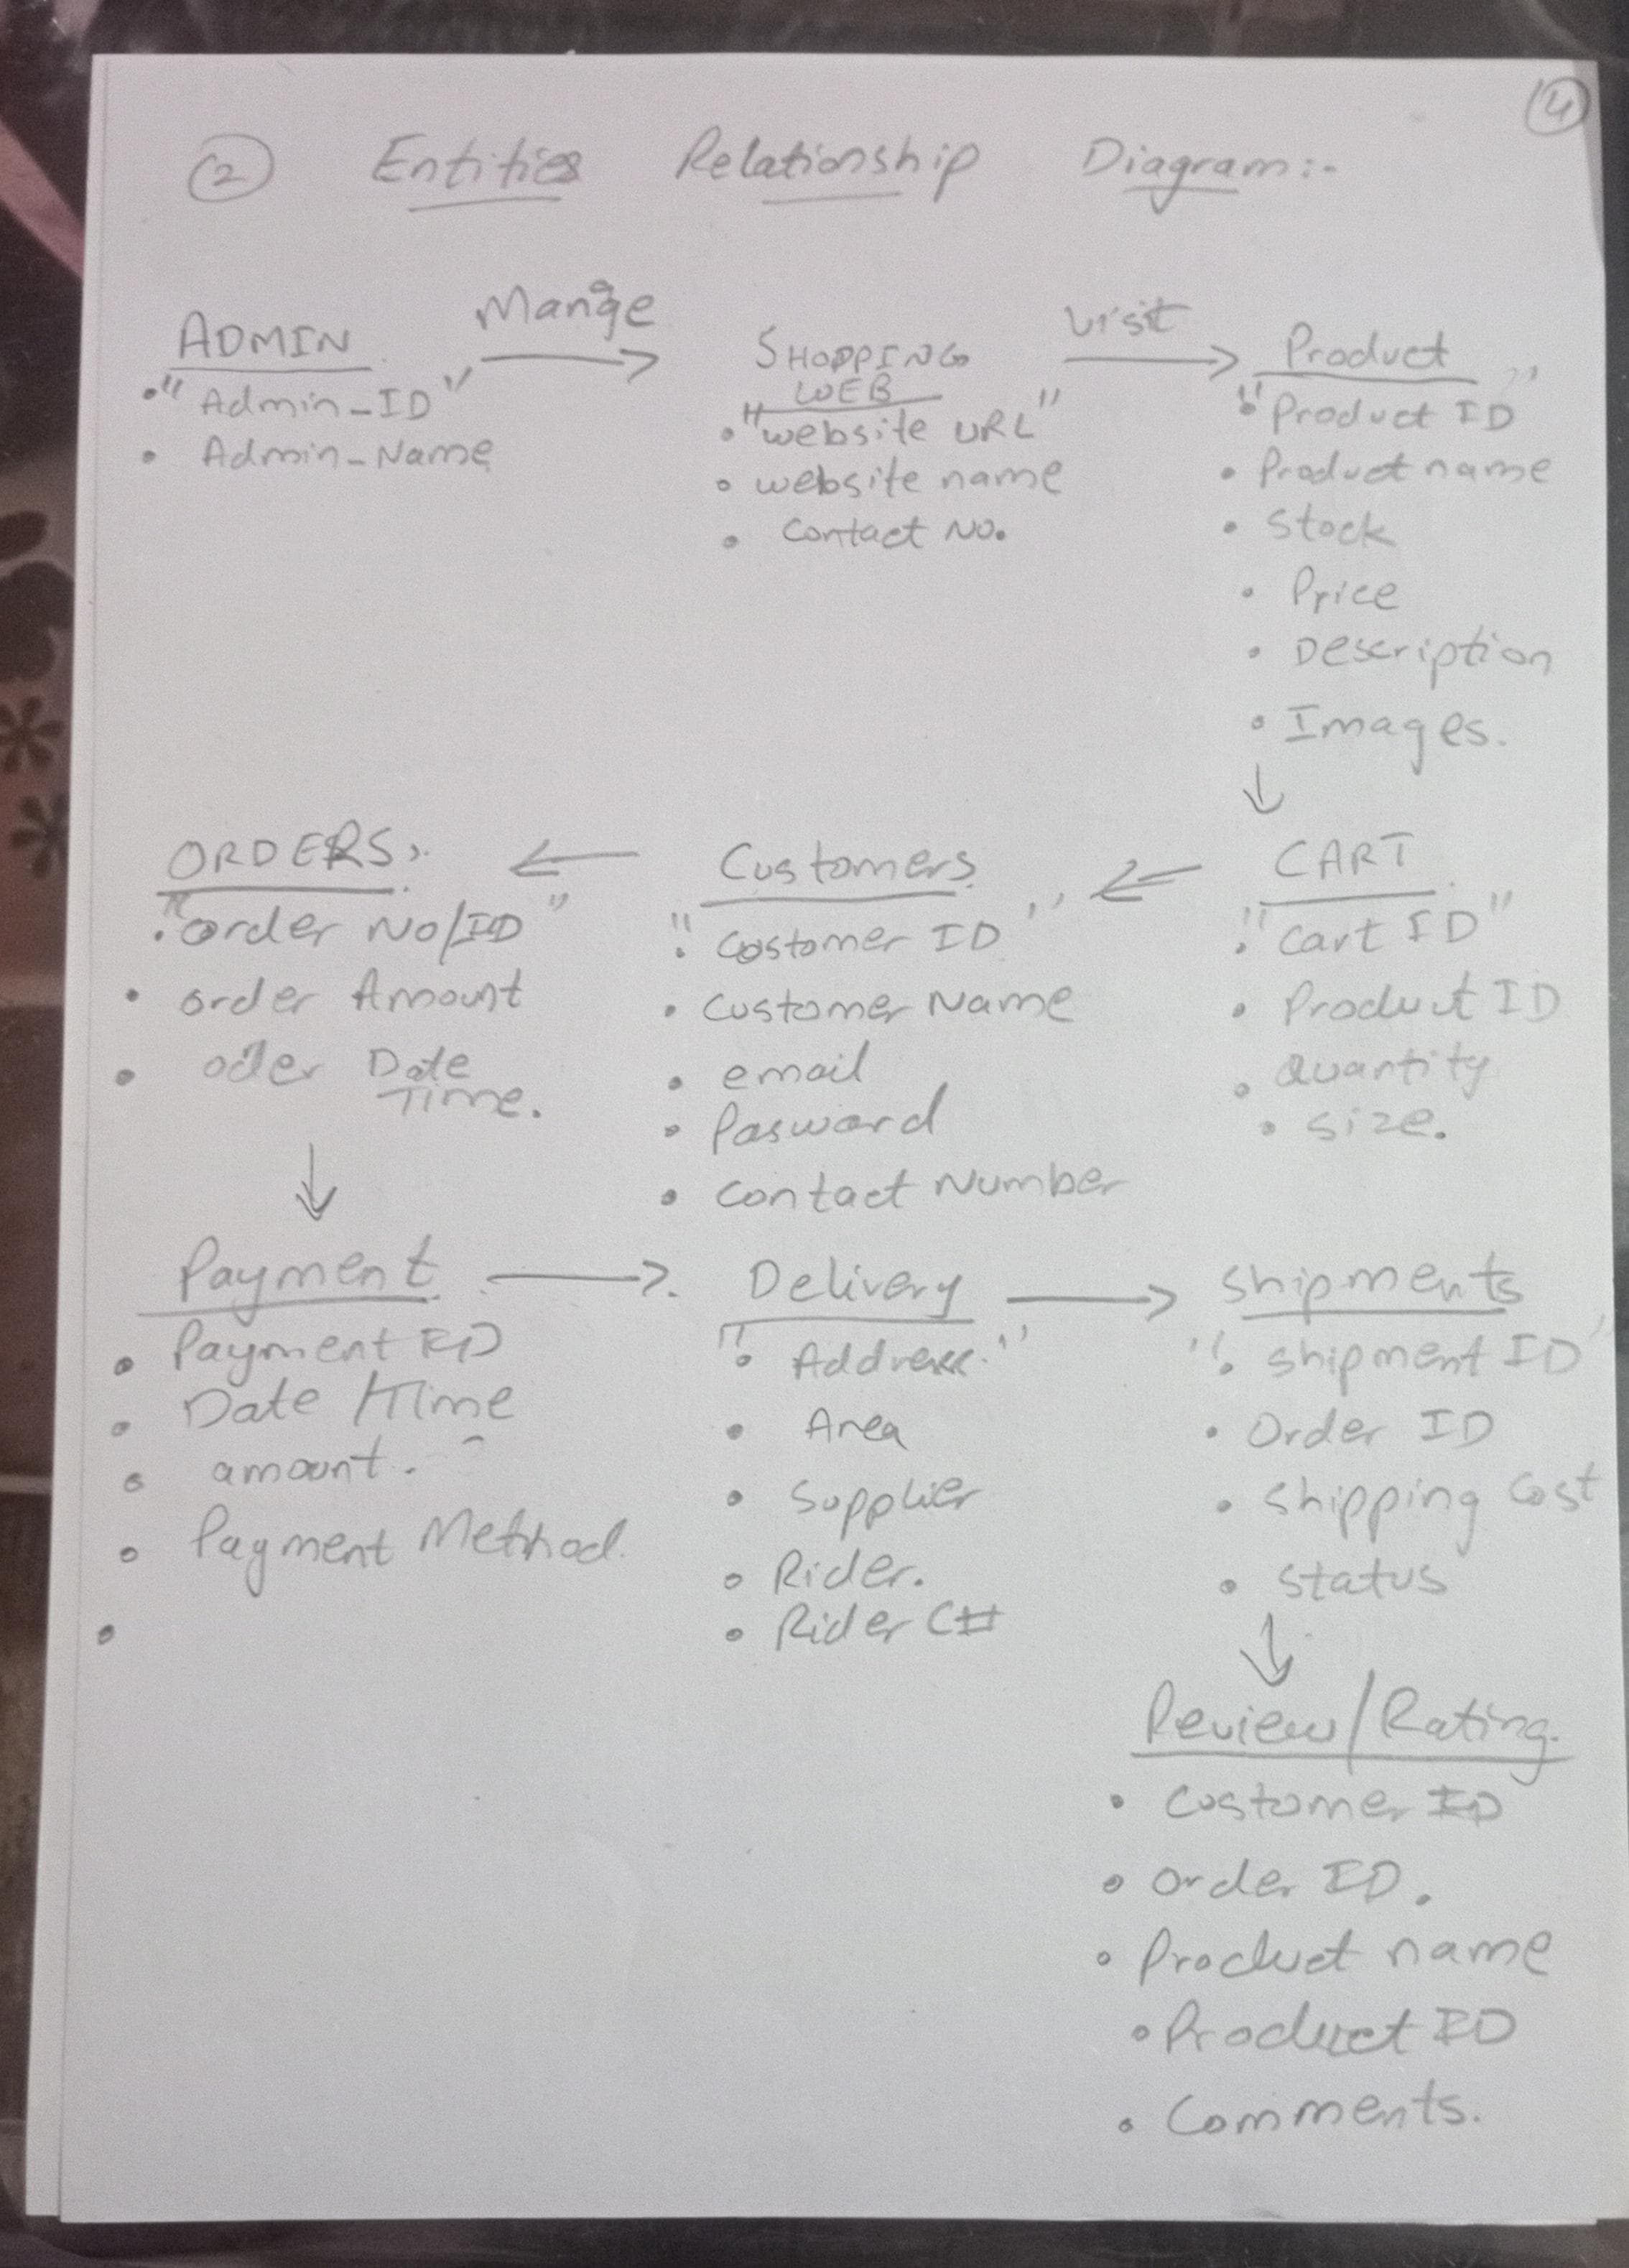 4
2 Entities Relationship Diagram:-
Mange
visit
ADMIN
• "Admin-ID"
• Admin-Name
SHOPPING
WEB
• "website URL"
• website name
• Contact No.
Product
• "Product ID"
• Product name
• Stock
• Price
• Description
• Images.
ORDERS:
• "order No/ID"
• order Amount
• oder Date
Time.
Customers
• "Costomer ID"
• Customer Name
• email
• Pasword
• Contact Number
CART
• "Cart ID"
• Product ID
• Quantity
• Size.
Payment
• Payment ID
• Date /Time
• amount.
• Payment Method.
•
Delivery
• "Address."
• Area
• Supplier
• Rider.
• Rider C#
Shipments
• "Shipment ID"
• Order ID
• Shipping Cost
• Status
Review/Rating.
• Costomer ID
• Order ID.
• Product name
• Product ID
• Comments.